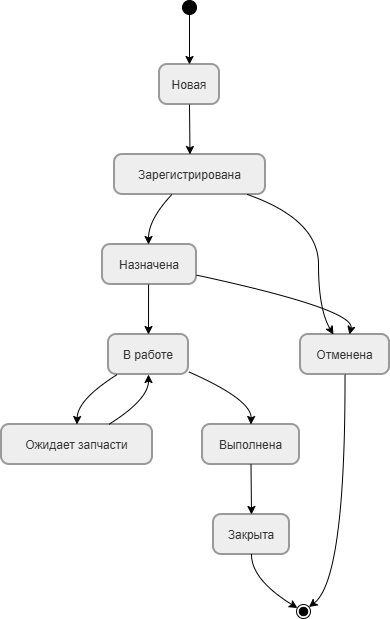 Новая
Зарегистрирована
Назначена
В работе
Отменена
Ожидает запчасти
Выполнена
Закрыта